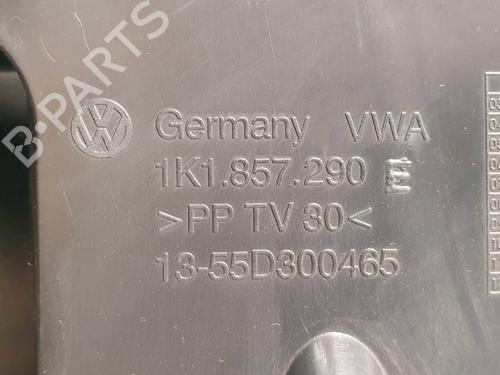 B·PARTS
Germany VWA
1K1.857.290 E
>PP TV 30<
13-55D300465